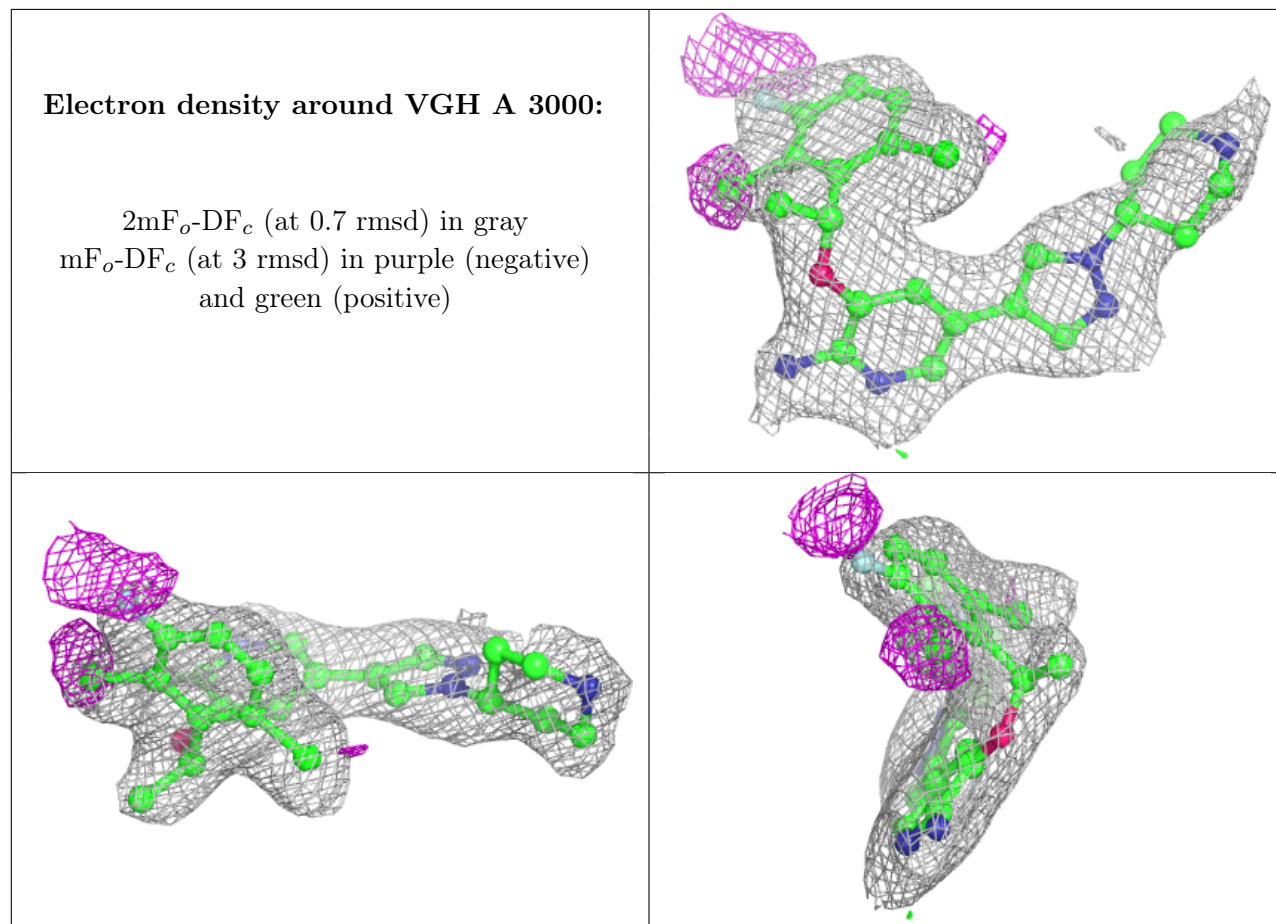 Electron density around VGH A 3000:
2mFo-DFc (at 0.7 rmsd) in gray
mFo-DFc (at 3 rmsd) in purple (negative)
and green (positive)